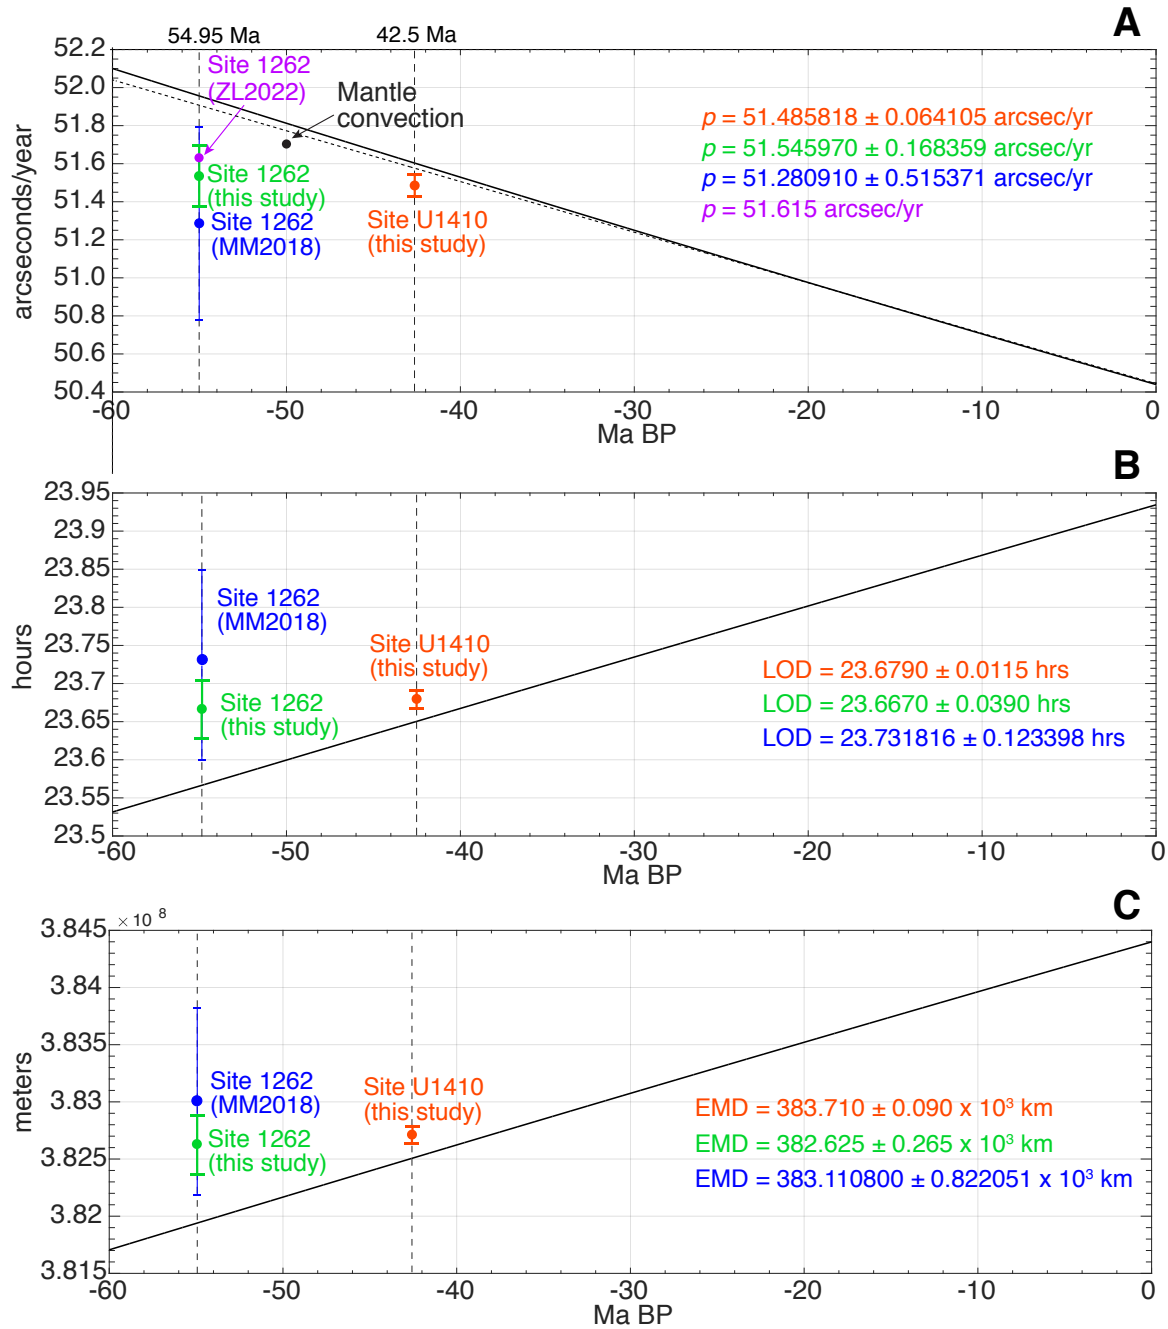 A
54.95 Ma
42.5 Ma
52.2
52.0
51.8
51.6
51.4
51.2
51.0
50.8
50.6
50.4
arcseconds/year
Site 1262
(ZL2022)
Mantle
convection
Site 1262
(this study)
Site 1262
(MM2018)
Site U1410
(this study)
p = 51.485818 ± 0.064105 arcsec/yr
p = 51.545970 ± 0.168359 arcsec/yr
p = 51.280910 ± 0.515371 arcsec/yr
p = 51.615 arcsec/yr
-60
-50
-40
-30
-20
-10
0
Ma BP
B
23.95
23.9
23.85
23.8
23.75
23.7
23.65
23.6
23.55
23.5
hours
Site 1262
(MM2018)
Site 1262
(this study)
Site U1410
(this study)
LOD = 23.6790 ± 0.0115 hrs
LOD = 23.6670 ± 0.0390 hrs
LOD = 23.731816 ± 0.123398 hrs
-60
-50
-40
-30
-20
-10
0
Ma BP
C
× 10 8
3.845
3.84
3.835
3.83
3.825
3.82
3.815
meters
Site 1262
(MM2018)
Site 1262
(this study)
Site U1410
(this study)
EMD = 383.710 ± 0.090 x 10³ km
EMD = 382.625 ± 0.265 x 10³ km
EMD = 383.110800 ± 0.822051 x 10³ km
-60
-50
-40
-30
-20
-10
0
Ma BP